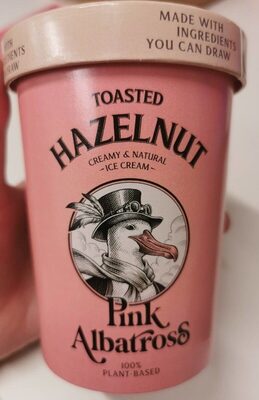 MADE WITH
INGREDIENTS
YOU CAN DRAW
TOASTED
HAZELNUT
CREAMY & NATURAL
~ICE CREAM~
Pink
Albatross
100%
PLANT-BASED